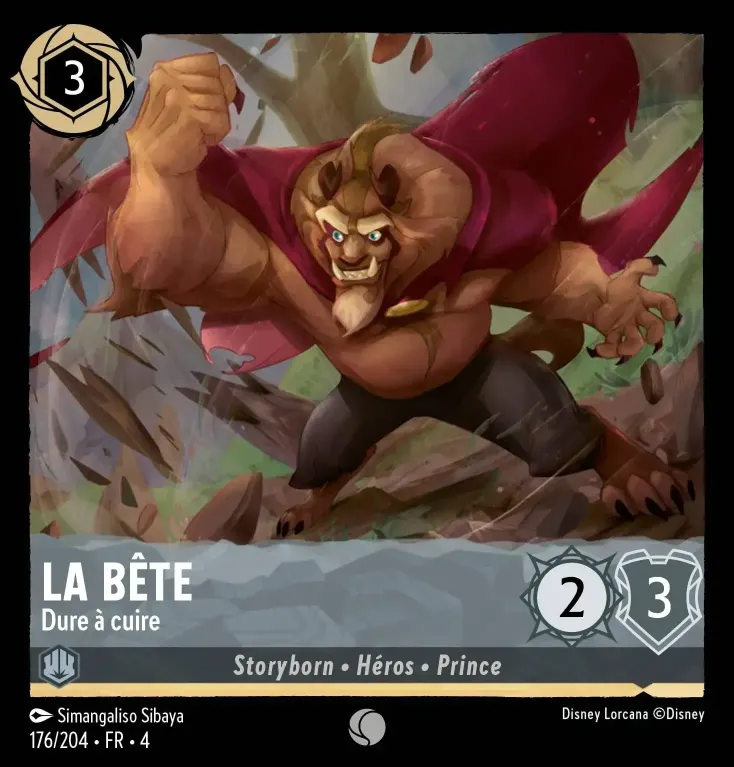 3
LA BÊTE
Dure à cuire
2
3
Storyborn • Héros • Prince
Simangaliso Sibaya
Disney Lorcana ©Disney
176/204 • FR • 4